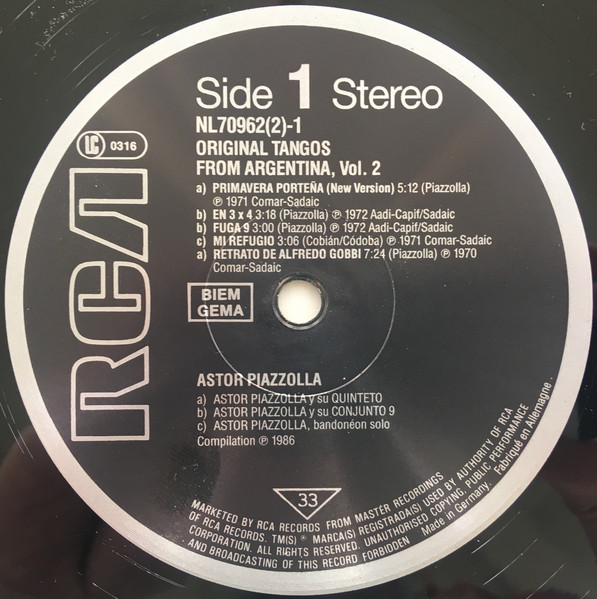 Side 1 Stereo
NL70962(2)-1
LC 0316
ORIGINAL TANGOS
FROM ARGENTINA, Vol. 2
a) PRIMAVERA PORTEÑA (New Version) 5:12 (Piazzolla)
℗ 1971 Comar-Sadaic
b) EN 3 x 4 3:18 (Piazzolla) ℗ 1972 Aadi-Capif/Sadaic
b) FUGA 9 3:00 (Piazzolla) ℗ 1972 Aadi-Capif/Sadaic
c) MI REFUGIO 3:06 (Cobián/Códoba) ℗ 1971 Comar-Sadaic
a) RETRATO DE ALFREDO GOBBI 7:24 (Piazzolla) ℗ 1970
Comar-Sadaic
RCA
BIEM
GEMA
ASTOR PIAZZOLLA
a) ASTOR PIAZZOLLA y su QUINTETO
b) ASTOR PIAZZOLLA y su CONJUNTO 9
c) ASTOR PIAZZOLLA, bandonéon solo
Compilation ℗ 1986
33
MARKETED BY RCA RECORDS FROM MASTER RECORDINGS
OF RCA RECORDS. TM(S) ® MARCA(S) REGISTRADA(S) USED BY AUTHORITY OF RCA
CORPORATION. ALL RIGHTS RESERVED. UNAUTHORISED COPYING, PUBLIC PERFORMANCE
AND BROADCASTING OF THIS RECORD FORBIDDEN Made in Germany. Fabriqué en Allemagne.